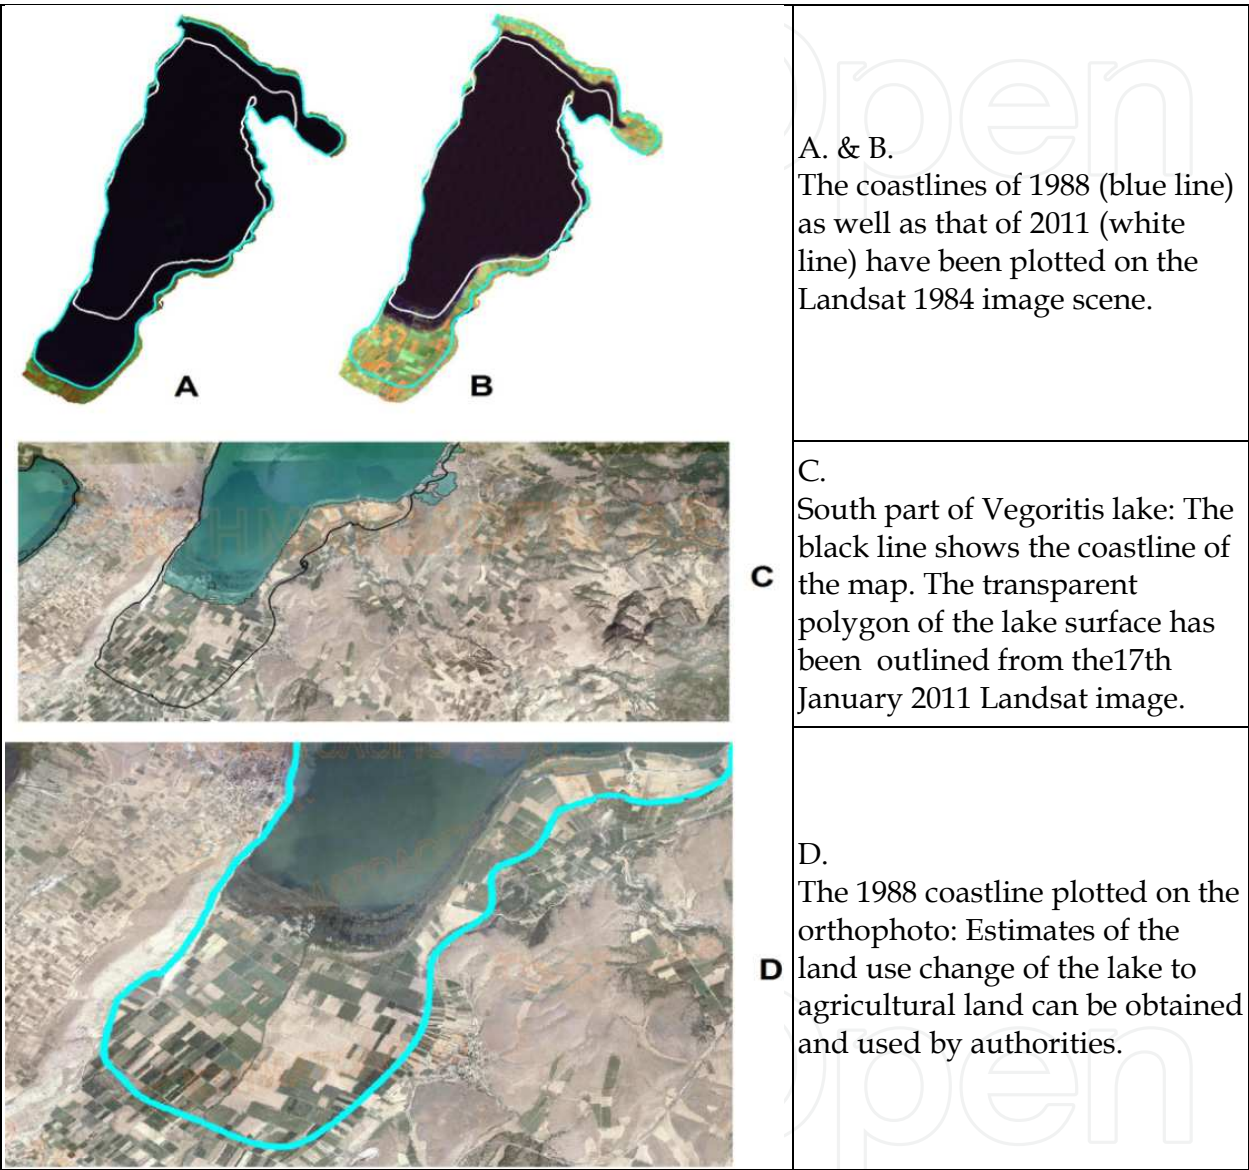 A
B
A. & B.
The coastlines of 1988 (blue line)
as well as that of 2011 (white
line) have been plotted on the
Landsat 1984 image scene.
C
C.
South part of Vegoritis lake: The
black line shows the coastline of
the map. The transparent
polygon of the lake surface has
been outlined from the17th
January 2011 Landsat image.
D
D.
The 1988 coastline plotted on the
orthophoto: Estimates of the
land use change of the lake to
agricultural land can be obtained
and used by authorities.
open
open